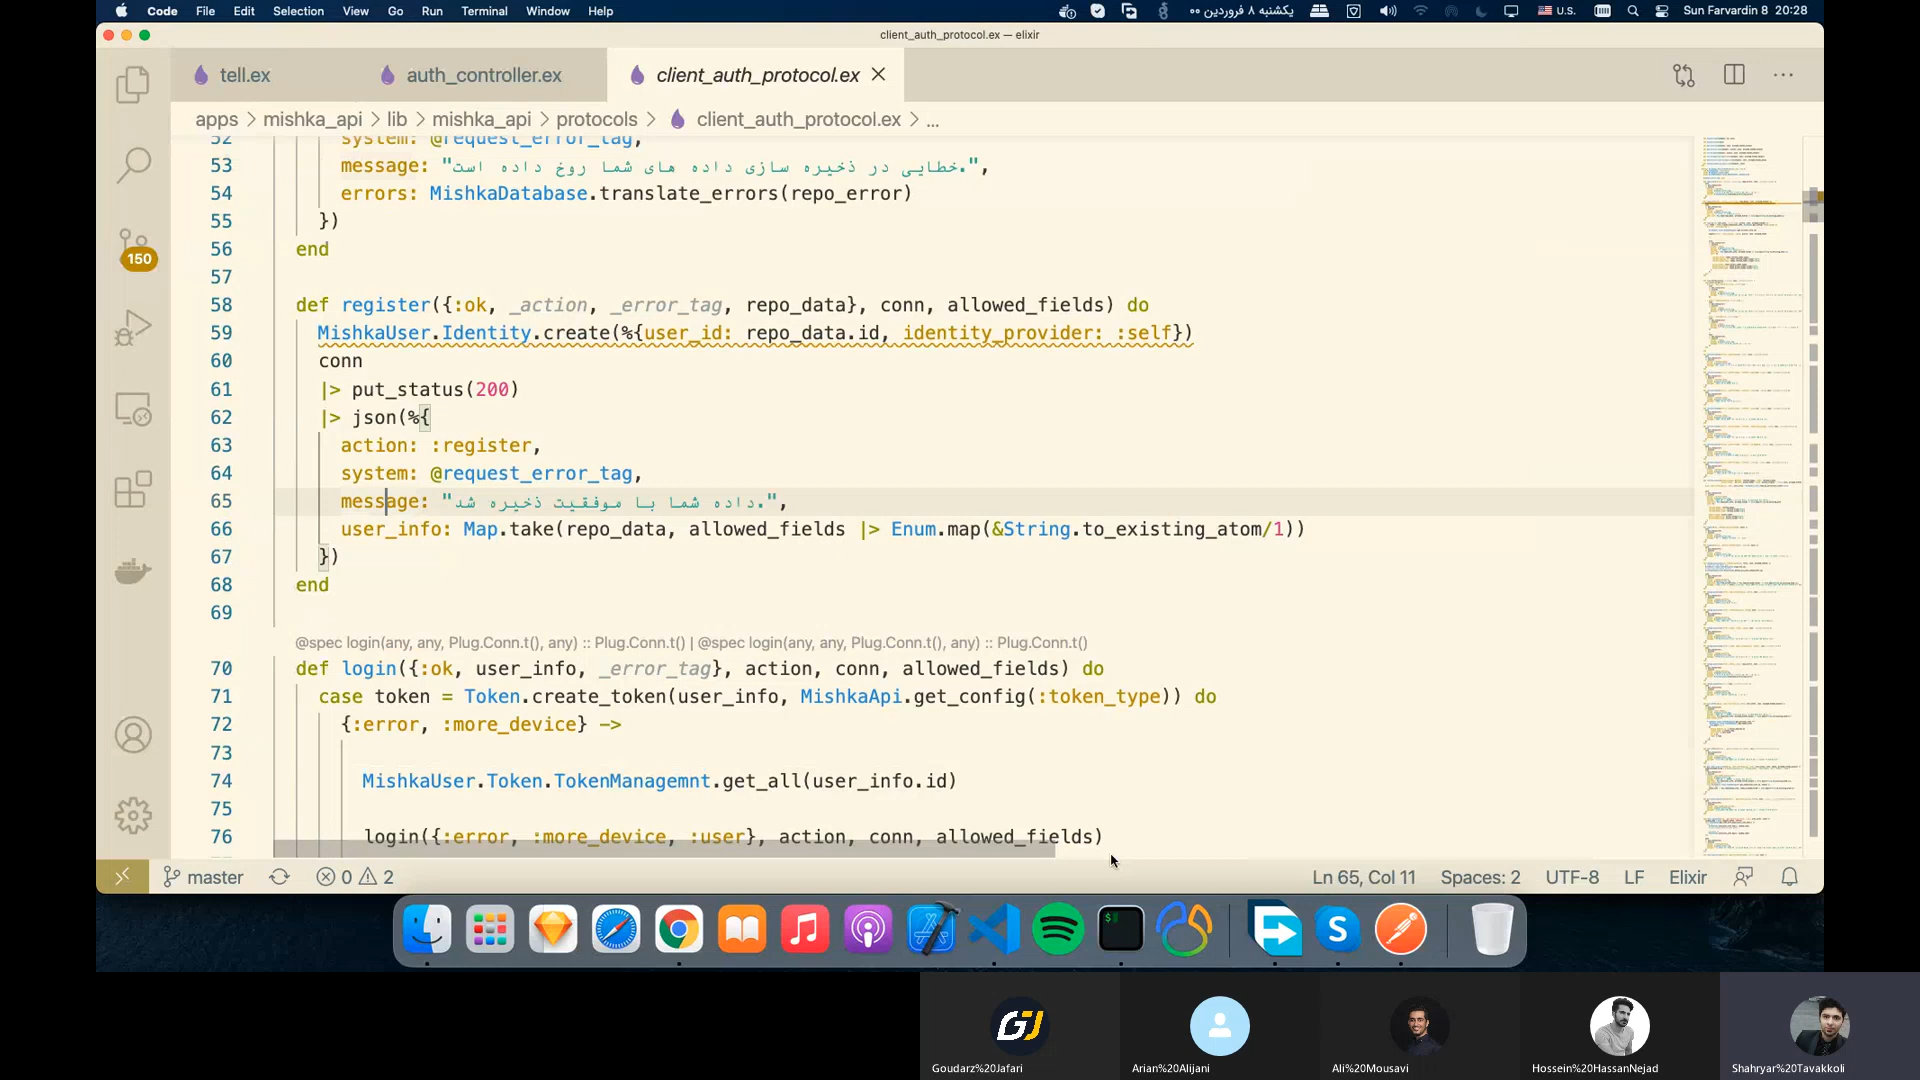 Code File Edit Selection View Go Run Terminal Window Help یکشنبه ۸ فروردین ۰۰ U.S. Sun Farvardin 8 20:28
client_auth_protocol.ex — elixir
tell.ex auth_controller.ex client_auth_protocol.ex
apps > mishka_api > lib > mishka_api > protocols > client_auth_protocol.ex > ...
52 system: @request_error_tag,
53 message: "خطایی در ذخیره سازی داده های شما روخ داده است.",
54 errors: MishkaDatabase.translate_errors(repo_error)
55 })
56 end
57
58 def register({:ok, _action, _error_tag, repo_data}, conn, allowed_fields) do
59 MishkaUser.Identity.create(%{user_id: repo_data.id, identity_provider: :self})
60 conn
61 |> put_status(200)
62 |> json(%{
63 action: :register,
64 system: @request_error_tag,
65 message: "داده شما با موفقیت ذخیره شد.",
66 user_info: Map.take(repo_data, allowed_fields |> Enum.map(&String.to_existing_atom/1))
67 })
68 end
69
@spec login(any, any, Plug.Conn.t(), any) :: Plug.Conn.t() | @spec login(any, any, Plug.Conn.t(), any) :: Plug.Conn.t()
70 def login({:ok, user_info, _error_tag}, action, conn, allowed_fields) do
71 case token = Token.create_token(user_info, MishkaApi.get_config(:token_type)) do
72 {:error, :more_device} ->
73
74 MishkaUser.Token.TokenManagemnt.get_all(user_info.id)
75
76 login({:error, :more_device, :user}, action, conn, allowed_fields)
150
master 0 2 Ln 65, Col 11 Spaces: 2 UTF-8 LF Elixir
Goudarz%20Jafari Arian%20Alijani Ali%20Mousavi Hossein%20HassanNejad Shahryar%20Tavakkoli